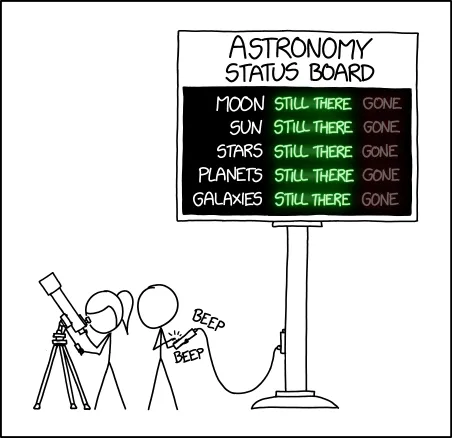 ASTRONOMY
STATUS BOARD
MOON STILL THERE GONE
SUN STILL THERE GONE
STARS STILL THERE GONE
PLANETS STILL THERE GONE
GALAXIES STILL THERE GONE
BEEP
BEEP